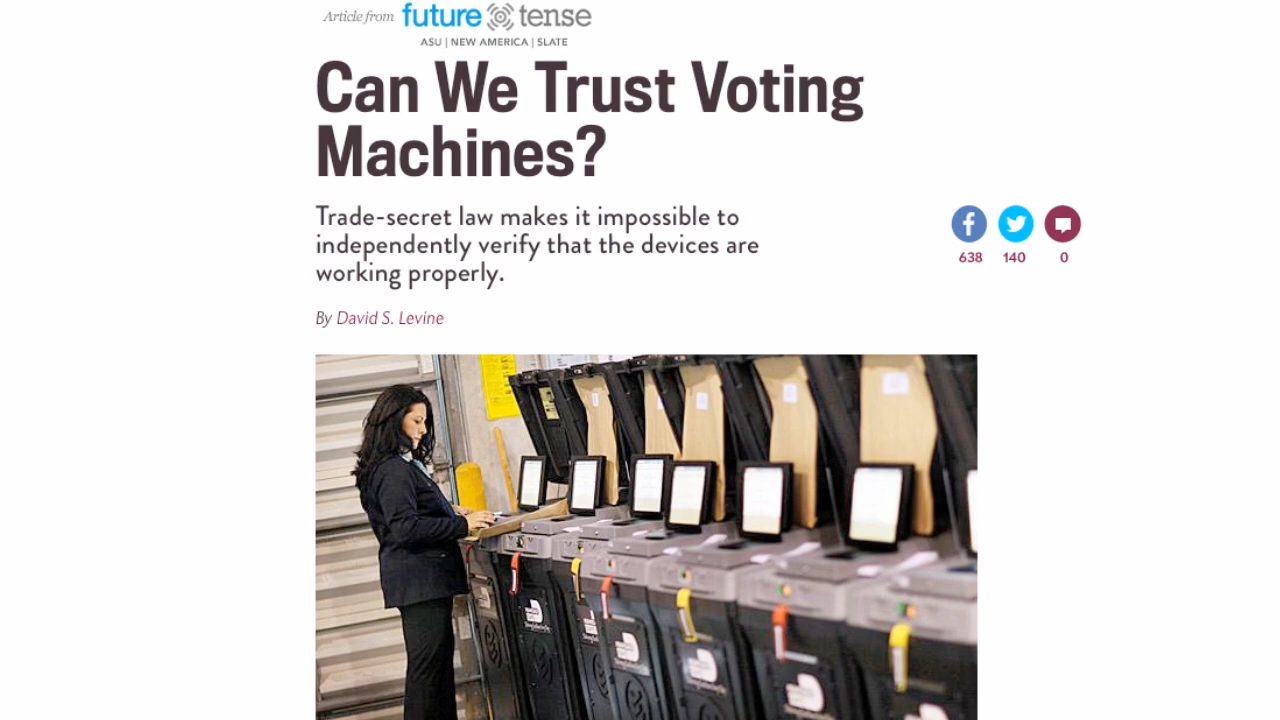 Article from future tense
ASU | NEW AMERICA | SLATE
Can We Trust Voting
Machines?
Trade-secret law makes it impossible to
independently verify that the devices are
working properly.
638 140 0
By David S. Levine